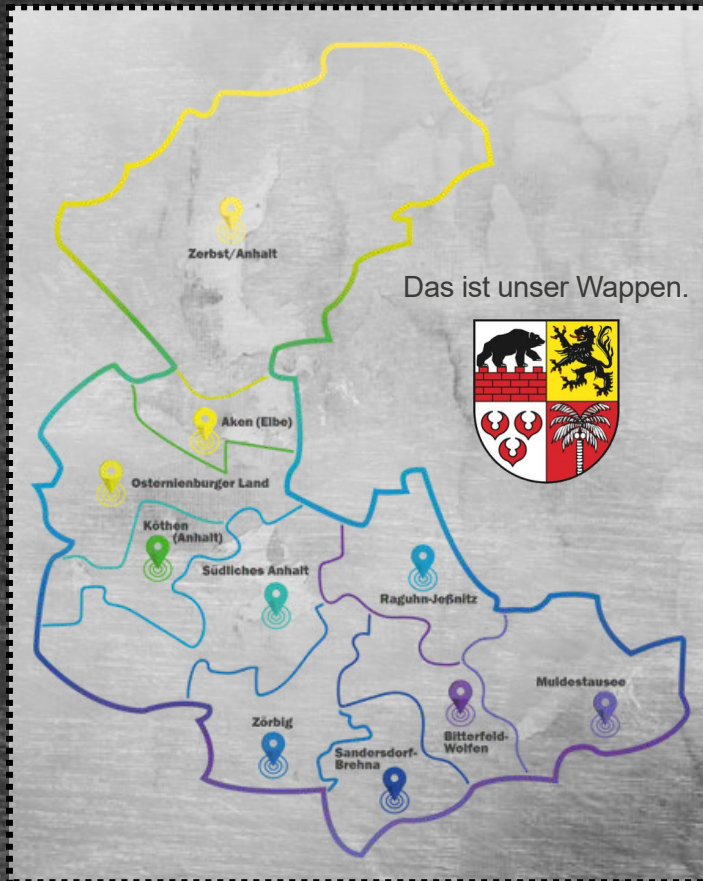 Zerbst/Anhalt
Das ist unser Wappen.
Aken (Elbe)
Osternienburger Land
Köthen
(Anhalt)
Südliches Anhalt
Raguhn-Jeßnitz
Muldestausee
Zörbig
Bitterfeld-
Wolfen
Sandersdorf-
Brehna